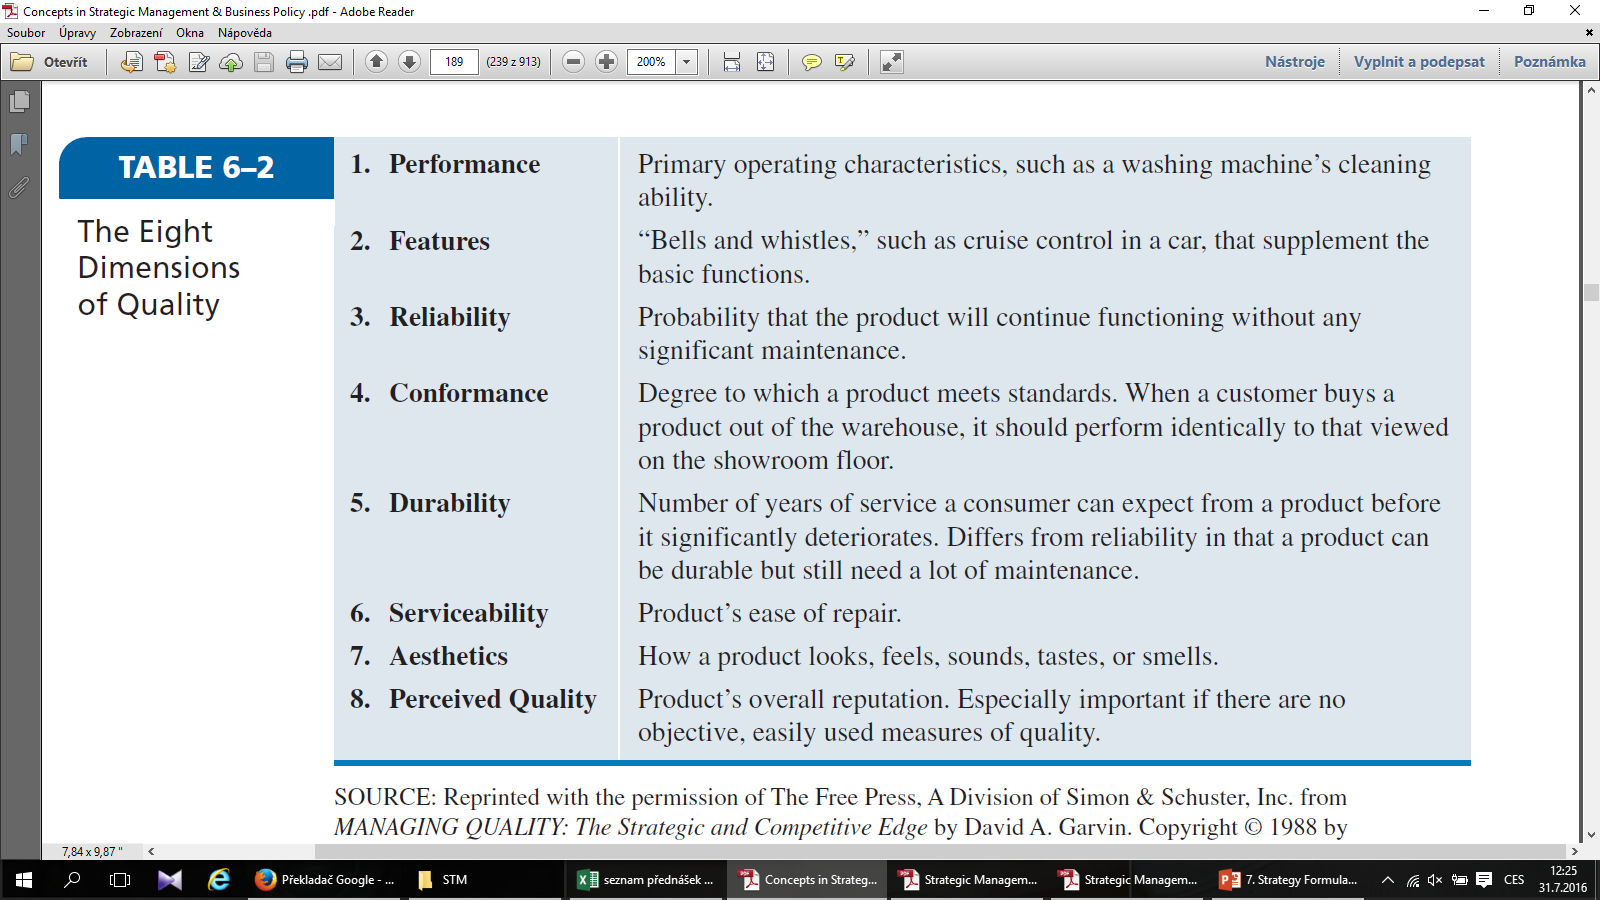 Concepts in Strategic Management & Business Policy .pdf - Adobe Reader
Soubor Úpravy Zobrazení Okna Nápověda
Otevřít 189 (239 z 913) 200% Nástroje Vyplnit a podepsat Poznámka
TABLE 6–2
The Eight
Dimensions
of Quality
1. Performance Primary operating characteristics, such as a washing machine’s cleaning
ability.
2. Features “Bells and whistles,” such as cruise control in a car, that supplement the
basic functions.
3. Reliability Probability that the product will continue functioning without any
significant maintenance.
4. Conformance Degree to which a product meets standards. When a customer buys a
product out of the warehouse, it should perform identically to that viewed
on the showroom floor.
5. Durability Number of years of service a consumer can expect from a product before
it significantly deteriorates. Differs from reliability in that a product can
be durable but still need a lot of maintenance.
6. Serviceability Product’s ease of repair.
7. Aesthetics How a product looks, feels, sounds, tastes, or smells.
8. Perceived Quality Product’s overall reputation. Especially important if there are no
objective, easily used measures of quality.
SOURCE: Reprinted with the permission of The Free Press, A Division of Simon & Schuster, Inc. from
MANAGING QUALITY: The Strategic and Competitive Edge by David A. Garvin. Copyright © 1988 by
7,84 x 9,87 "
Překladač Google - ... STM seznam přednášek ... Concepts in Strateg... Strategic Managem... Strategic Managem... 7. Strategy Formula... CES 12:25
31.7.2016